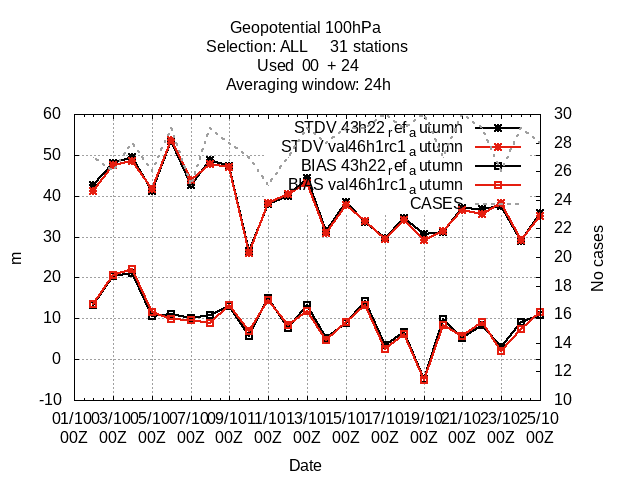 Geopotential 100hPa
Selection: ALL 31 stations
Used 00 + 24
Averaging window: 24h
60
50
40
30
20
10
0
-10
m
30
28
26
24
22
20
18
16
14
12
10
No cases
STDV 43h22_ref_autumn
STDV val46h1rc1_autumn
BIAS 43h22_ref_autumn
BIAS val46h1rc1_autumn
CASES
01/10 03/10 05/10 07/10 09/10 11/10 13/10 15/10 17/10 19/10 21/10 23/10 25/10
00Z 00Z 00Z 00Z 00Z 00Z 00Z 00Z 00Z 00Z 00Z 00Z 00Z
Date